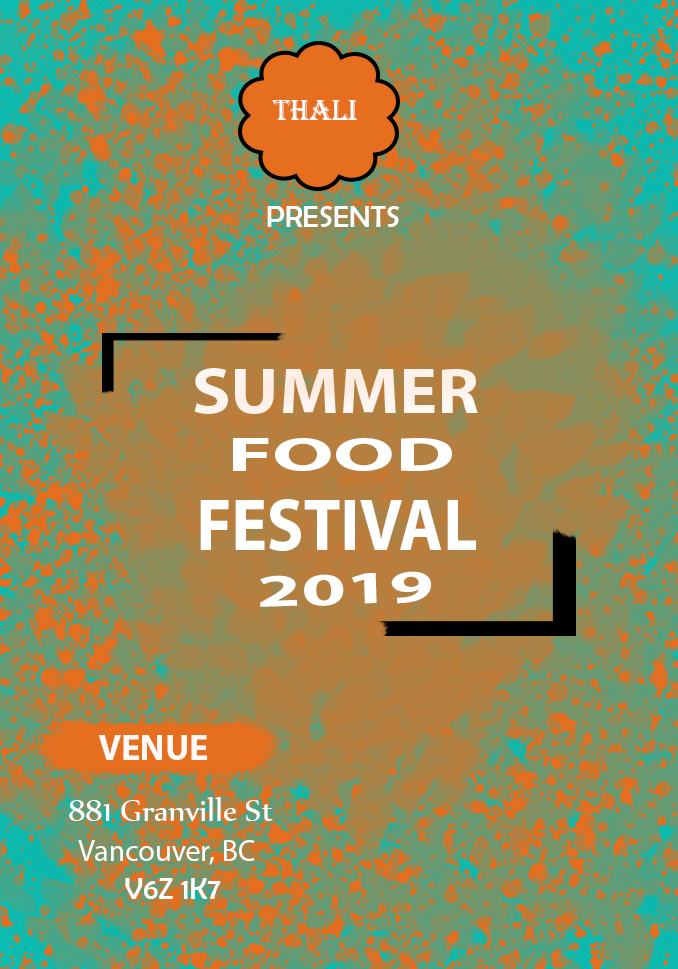 THALI
PRESENTS
SUMMER
FOOD
FESTIVAL
2019
VENUE
881 Granville St
Vancouver, BC
V6Z 1K7